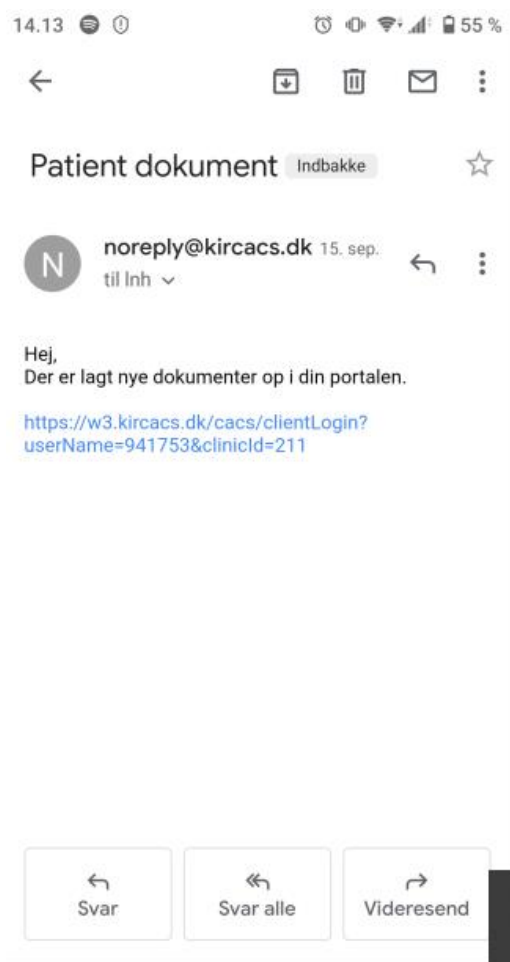 14.13 55 %
Patient dokument Indbakke
N
noreply@kircacs.dk 15. sep.
til lnh
Hej,
Der er lagt nye dokumenter op i din portalen.
https://w3.kircacs.dk/cacs/clientLogin?
userName=941753&clinicId=211
Svar Svar alle Videresend